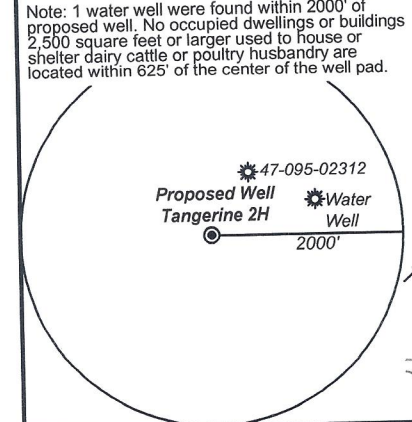 Note: 1 water well were found within 2000' of
proposed well. No occupied dwellings or buildings
2,500 square feet or larger used to house or
shelter dairy cattle or poultry husbandry are
located within 625' of the center of the well pad.
47-095-02312
Proposed Well
Tangerine 2H
Water
Well
2000'